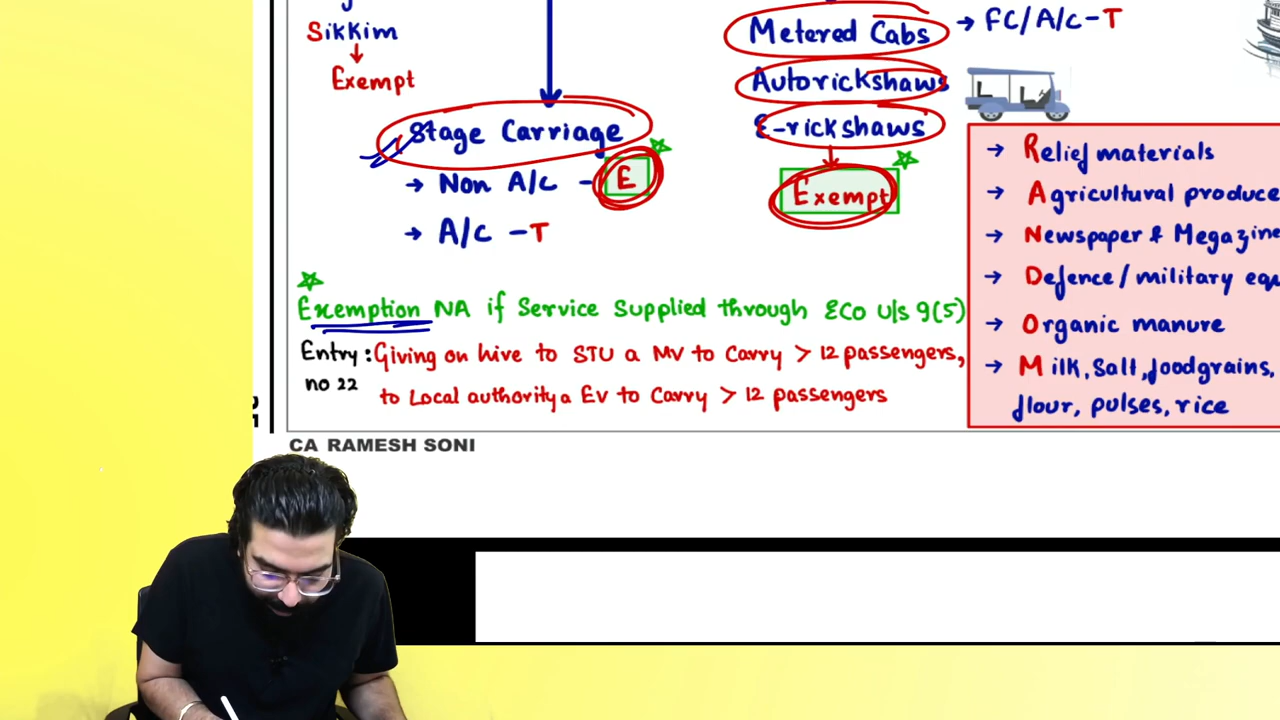 Sikkim
↓
Exempt
Stage Carriage
→ Non A/C - E
→ A/C - T
Metered Cabs → FC/A/C-T
Autorickshaws
E-rickshaws
Exempt
Exemption NA if Service Supplied through ECO u/s 9(5)
Entry no 22 : Giving on hire to STU a MV to Carry > 12 passengers,
to Local authority a EV to Carry > 12 passengers
→ Relief materials
→ Agricultural produce
→ Newspaper & Megazine
→ Defence/military equ
→ Organic manure
→ Milk, Salt, foodgrains,
flour, pulses, rice
CA RAMESH SONI